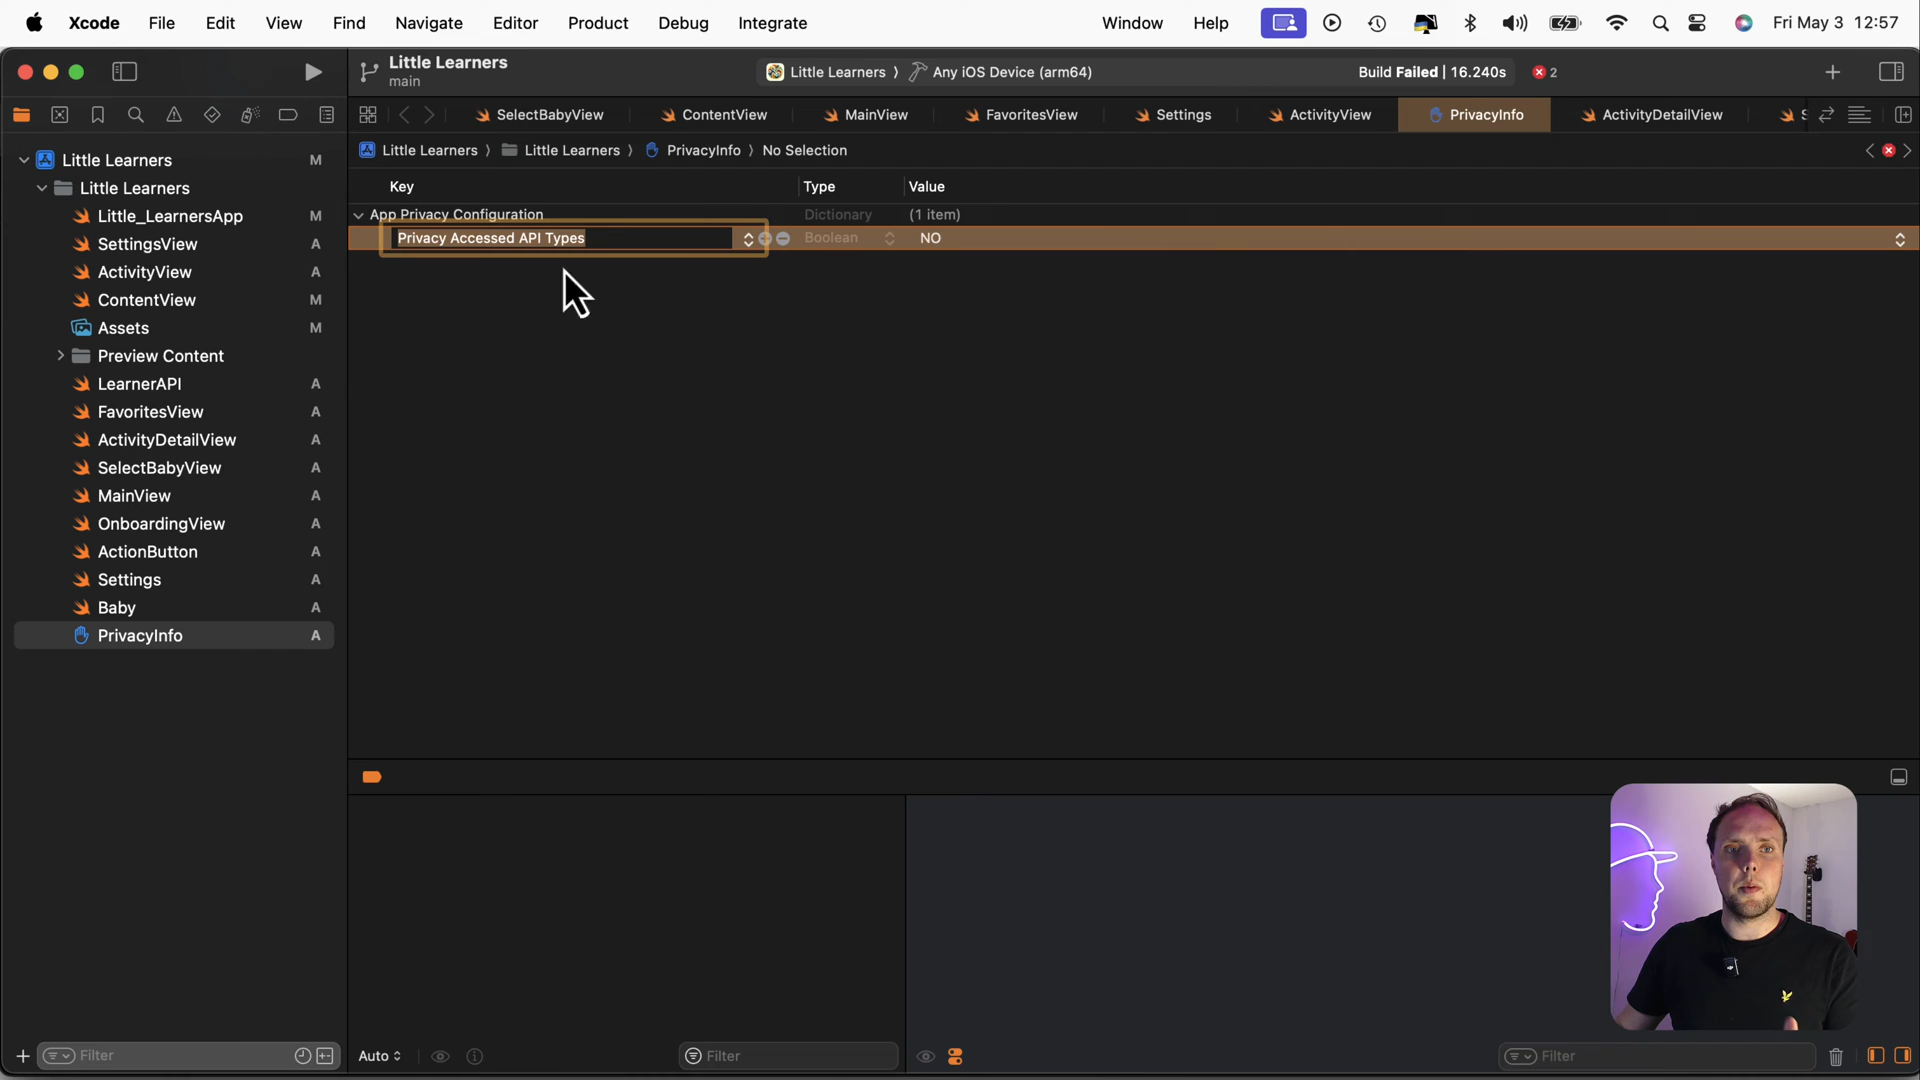 Xcode File Edit View Find Navigate Editor Product Debug Integrate Window Help Fri May 3 12:57
Little Learners
main
Little Learners Any iOS Device (arm64) Build Failed | 16.240s 2
SelectBabyView ContentView MainView FavoritesView Settings ActivityView PrivacyInfo ActivityDetailView S
Little Learners Little Learners PrivacyInfo No Selection
Key Type Value
App Privacy Configuration Dictionary (1 item)
Privacy Accessed API Types Boolean NO
Little Learners M
Little Learners
Little_LearnersApp M
SettingsView A
ActivityView A
ContentView M
Assets M
Preview Content
LearnerAPI A
FavoritesView A
ActivityDetailView A
SelectBabyView A
MainView A
OnboardingView A
ActionButton A
Settings A
Baby A
PrivacyInfo A
Filter Auto Filter Filter